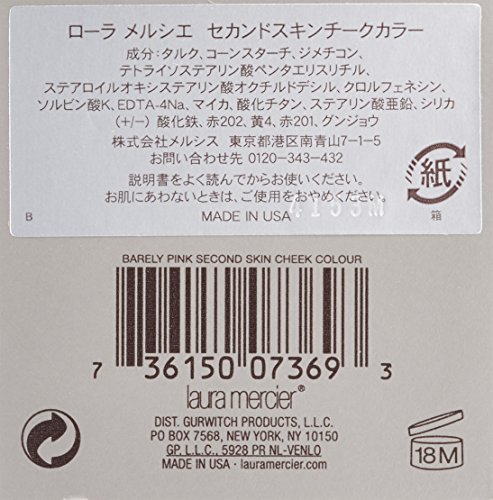 ローラ メルシエ セカンドスキンチークカラー
成分：タルク、コーンスターチ、ジメチコン、
テトライソステアリン酸ペンタエリスリチル、
ステアロイルオキシステアリン酸オクチルドデシル、クロルフェネシン、
ソルビン酸K、EDTA-4Na、マイカ、酸化チタン、ステアリン酸亜鉛、シリカ
(+/-) 酸化鉄、赤202、黄4、赤201、グンジョウ
株式会社メルシス 東京都港区南青山7-1-5
お問い合わせ先 0120-343-432
説明書をよく読んでからお使いください。
お肌にあわないときは、ご使用をおやめください。
B MADE IN USA
紙
箱
BARELY PINK SECOND SKIN CHEEK COLOUR
7 36150 07369 3
laura mercier®
DIST. GURWITCH PRODUCTS, L.L.C.
PO BOX 7568, NEW YORK, NY 10150
GP, L.L.C., 5928 PR NL-VENLO
MADE IN USA • lauramercier.com
18M